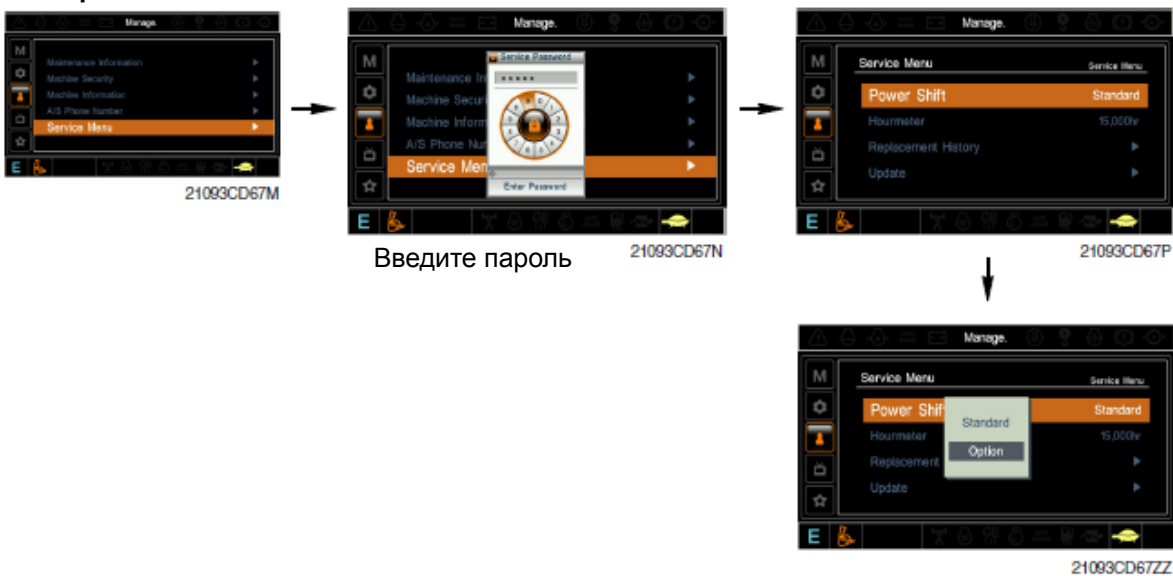 Manage.
M
Maintenance Information
Machine Security
Machine Information
A/S Phone Number
Service Menu
E
21093CD67M
Manage.
Service Password
M
Maintenance In
*****
Machine Securi
Machine Inform
A/S Phone Nu
Service Men
Enter Password
E
Введите пароль
21093CD67N
Manage.
M
Service Menu
Service Menu
Power Shift
Standard
Hourmeter
15,000hr
Replacement History
Update
E
21093CD67P
Manage.
M
Service Menu
Service Menu
Power Shif
Standard
Standard
Hourmeter
15,000hr
Option
Replacement
Update
E
21093CD67ZZ